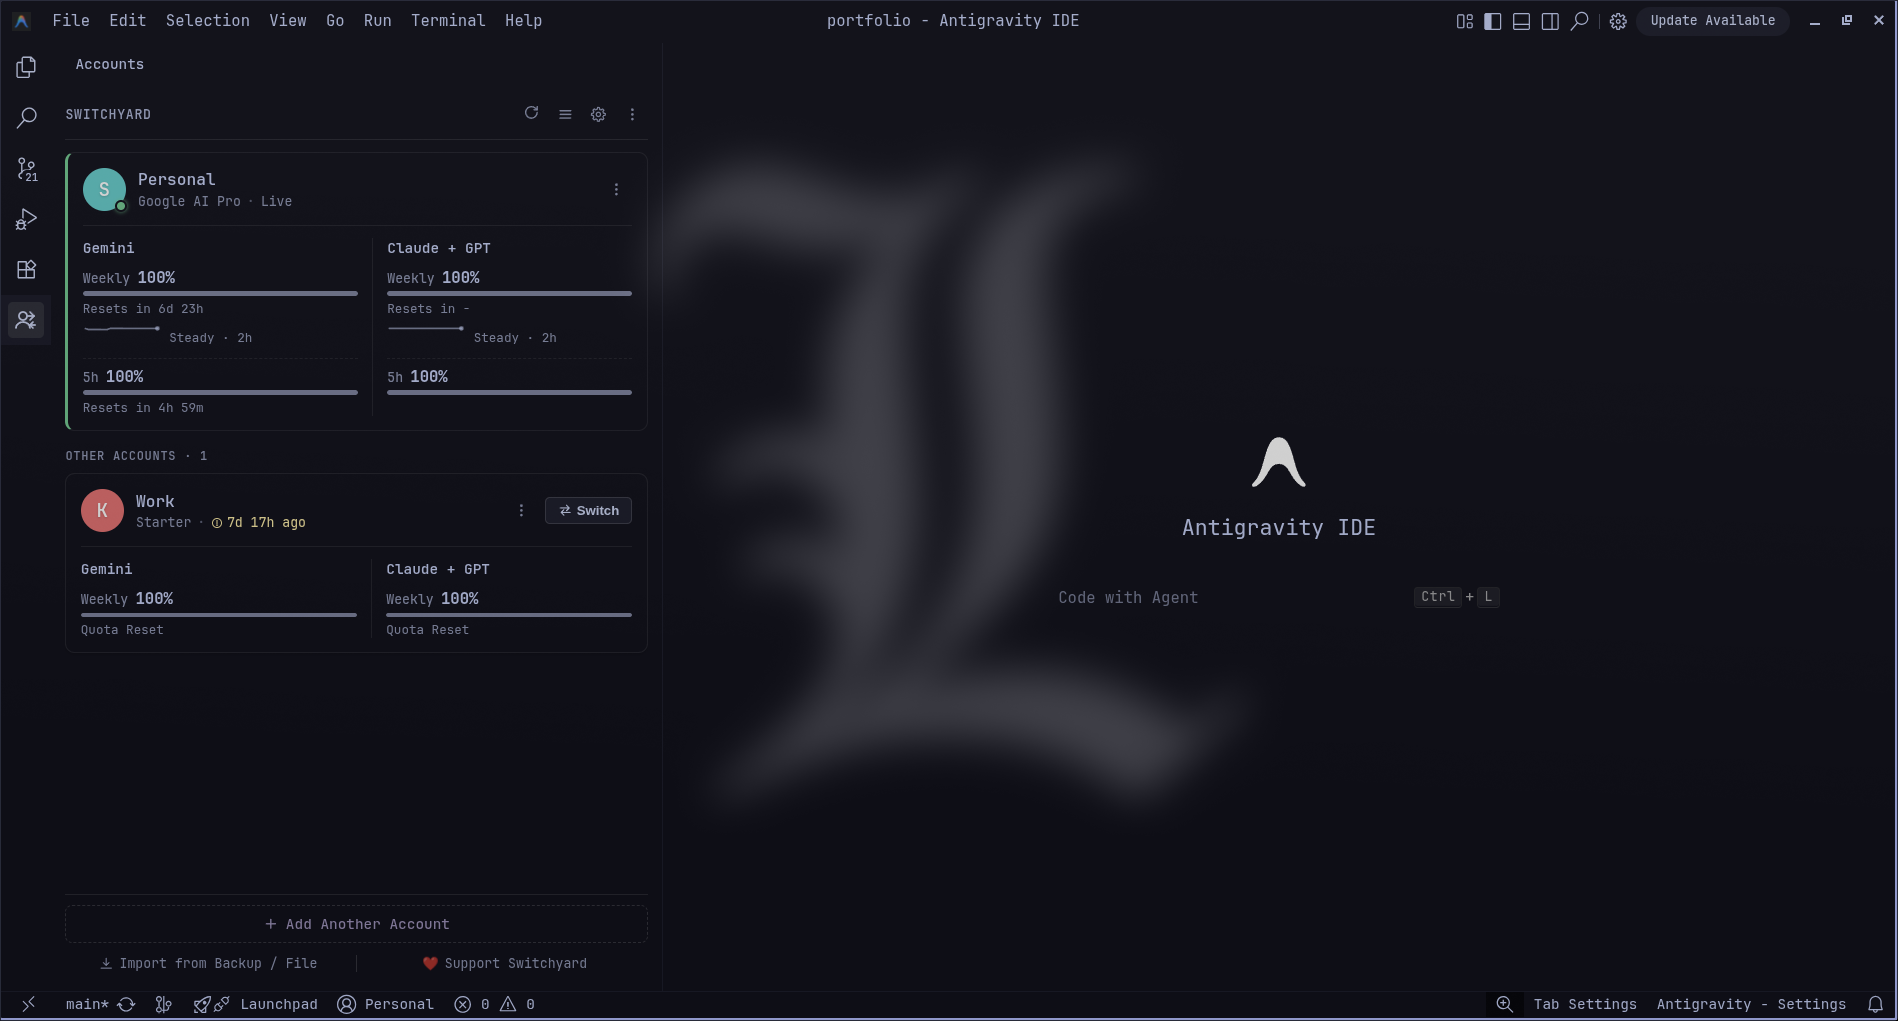 File Edit Selection View Go Run Terminal Help
portfolio - Antigravity IDE
Update Available
Accounts
SWITCHYARD
21
S
Personal
Google AI Pro · Live
Gemini
Weekly 100%
Resets in 6d 23h
Steady · 2h
5h 100%
Resets in 4h 59m
Claude + GPT
Weekly 100%
Resets in -
Steady · 2h
5h 100%
OTHER ACCOUNTS · 1
K
Work
Starter · 7d 17h ago
Switch
Gemini
Weekly 100%
Quota Reset
Claude + GPT
Weekly 100%
Quota Reset
L
Antigravity IDE
Code with Agent Ctrl + L
+ Add Another Account
Import from Backup / File
❤️ Support Switchyard
main* Launchpad Personal 0 0
Tab Settings Antigravity - Settings